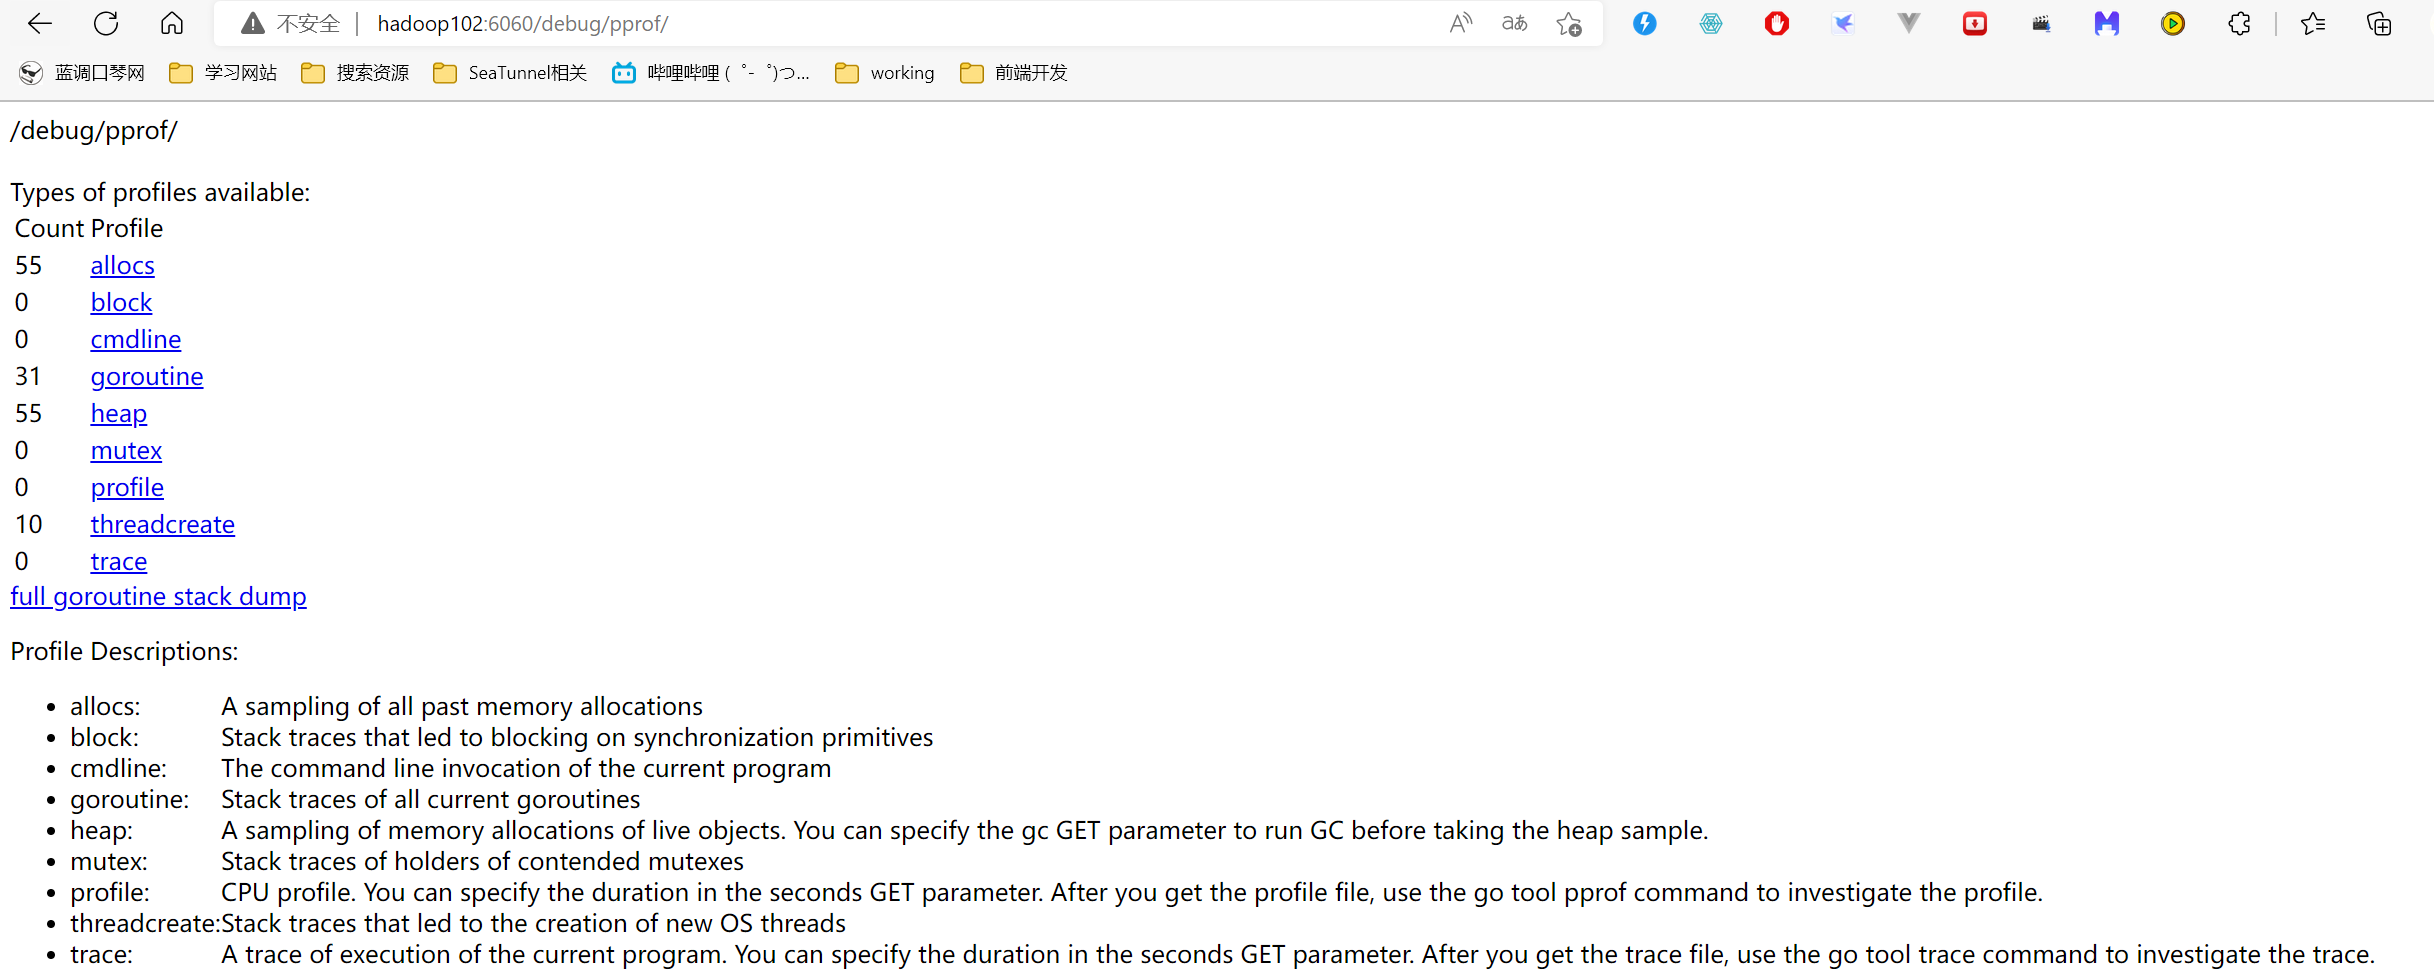 不安全 | hadoop102:6060/debug/pprof/
蓝调口琴网 学习网站 搜索资源 SeaTunnel相关 哔哩哔哩 ( ゜- ゜)つ... working 前端开发
/debug/pprof/
Types of profiles available:
Count Profile
55 allocs
0 block
0 cmdline
31 goroutine
55 heap
0 mutex
0 profile
10 threadcreate
0 trace
full goroutine stack dump
Profile Descriptions:
• allocs: A sampling of all past memory allocations
• block: Stack traces that led to blocking on synchronization primitives
• cmdline: The command line invocation of the current program
• goroutine: Stack traces of all current goroutines
• heap: A sampling of memory allocations of live objects. You can specify the gc GET parameter to run GC before taking the heap sample.
• mutex: Stack traces of holders of contended mutexes
• profile: CPU profile. You can specify the duration in the seconds GET parameter. After you get the profile file, use the go tool pprof command to investigate the profile.
• threadcreate: Stack traces that led to the creation of new OS threads
• trace: A trace of execution of the current program. You can specify the duration in the seconds GET parameter. After you get the trace file, use the go tool trace command to investigate the trace.